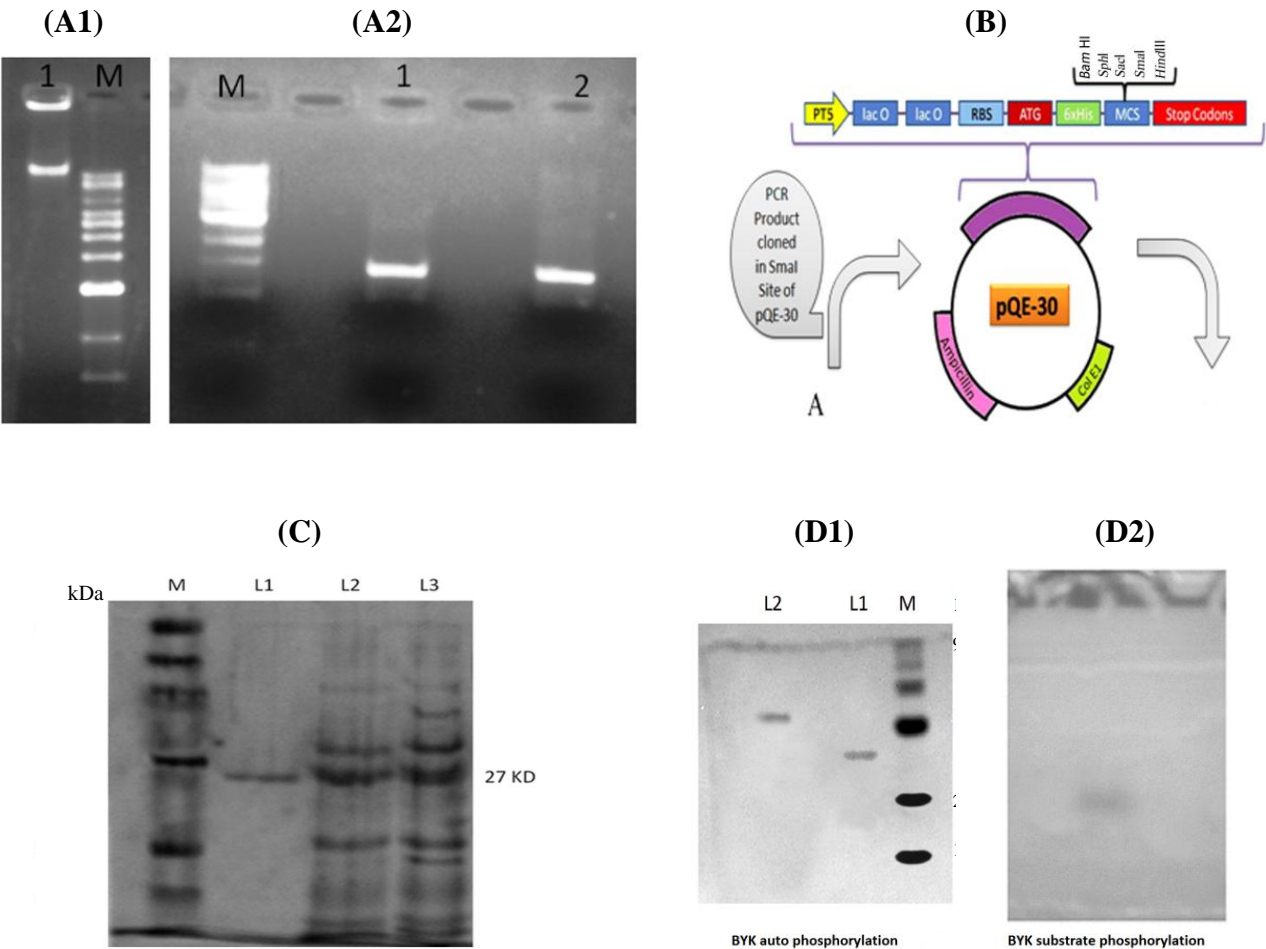 (A1)
(A2)
(B)
1 M
M 1 2
Bam HI
SphI
SacI
SmaI
HindIII
PT5 lac O lac O RBS ATG 6xHis MCS Stop Codons
PCR
Product
cloned
in SmaI
Site of
pQE-30
pQE-30
Ampicillin
Col E1
A
(C)
(D1)
(D2)
kDa
M L1 L2 L3
27 KD
L2 L1 M
BYK auto phosphorylation
BYK substrate phosphorylation